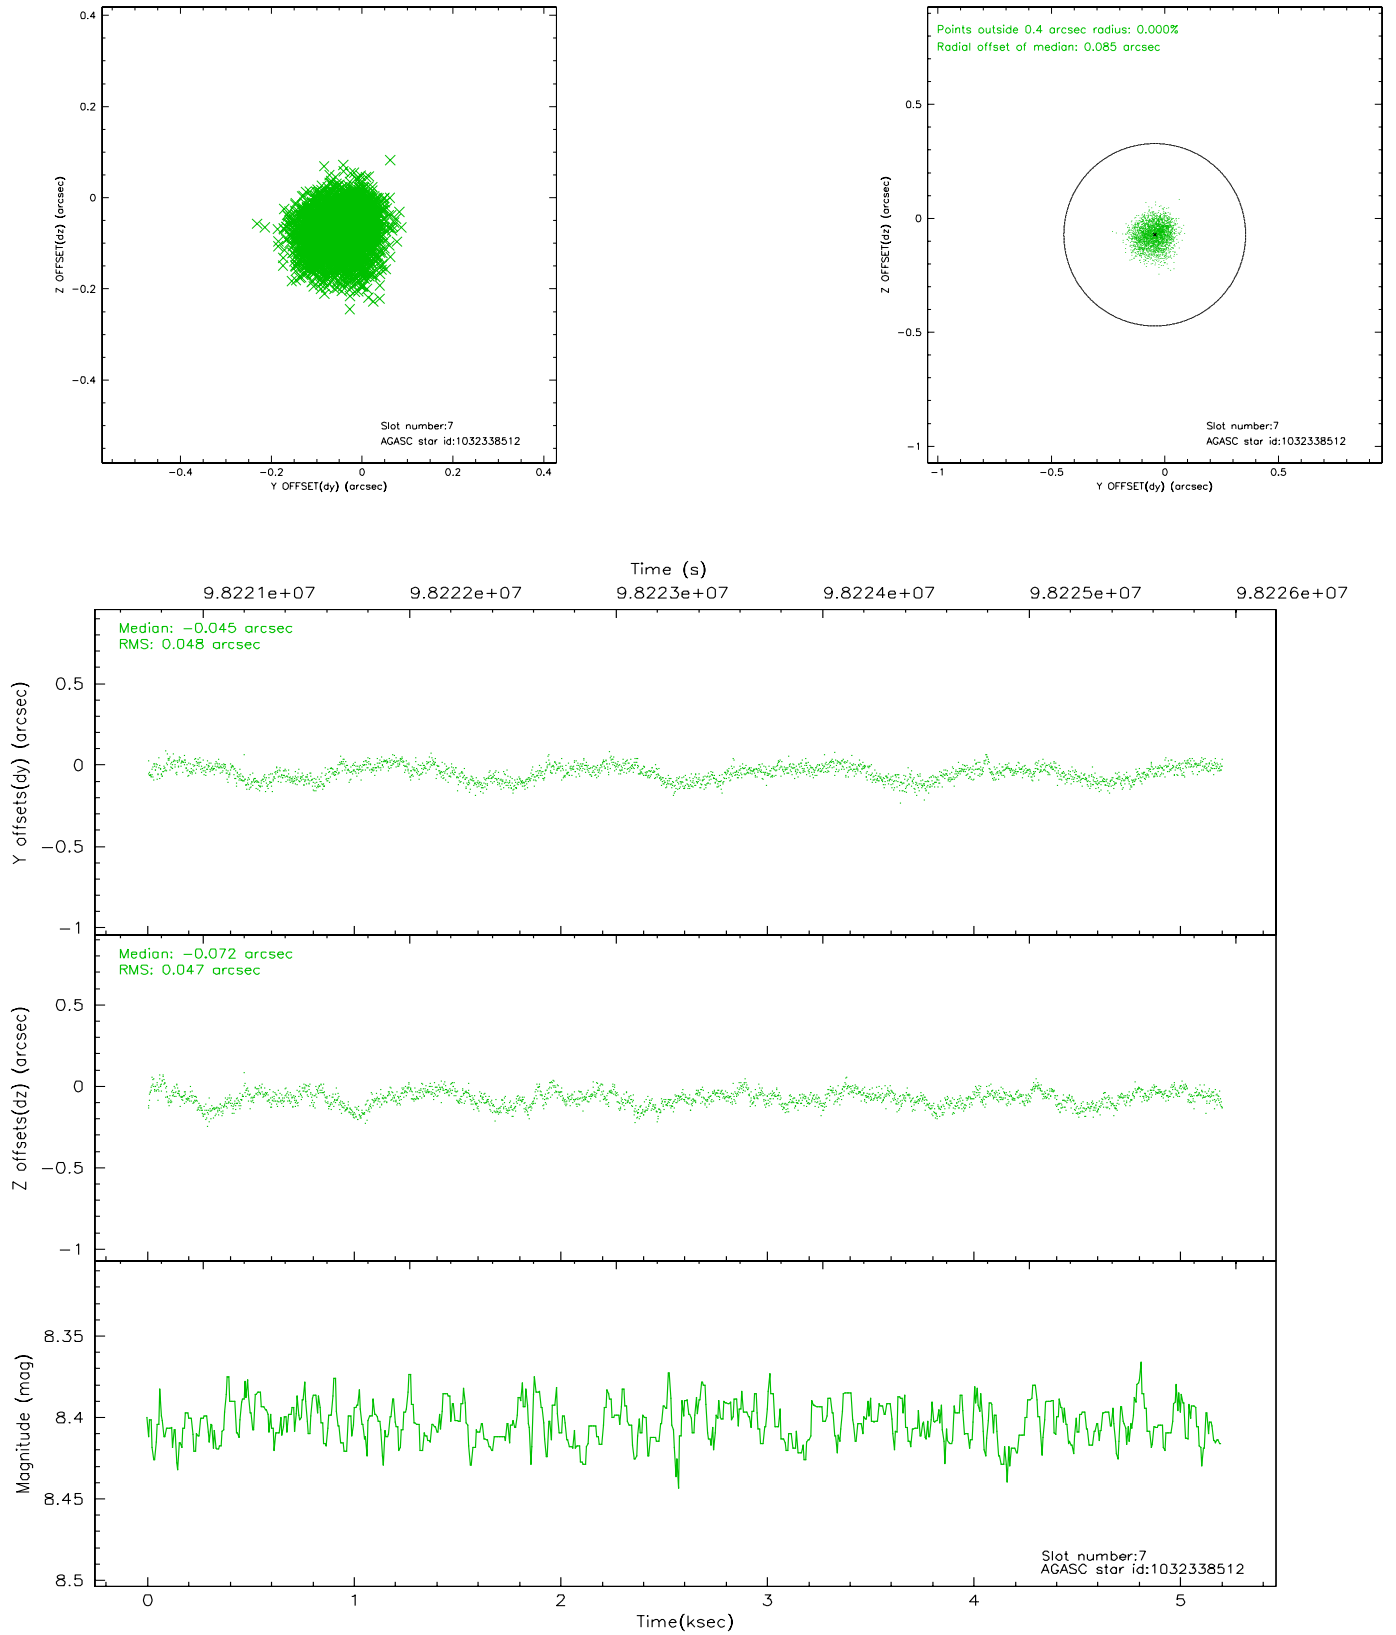 0.4
0.2
0
-0.2
-0.4
Z OFFSET(dz) (arcsec)
-0.4 -0.2 0 0.2 0.4
Y OFFSET(dy) (arcsec)
Slot number:7
AGASC star id:1032338512
Points outside 0.4 arcsec radius: 0.000%
Radial offset of median: 0.085 arcsec
0.5
0
-0.5
-1
Z OFFSET(dz) (arcsec)
-1 -0.5 0 0.5
Y OFFSET(dy) (arcsec)
Slot number:7
AGASC star id:1032338512
Time (s)
9.8221e+07 9.8222e+07 9.8223e+07 9.8224e+07 9.8225e+07 9.8226e+07
Median: -0.045 arcsec
RMS: 0.048 arcsec
0.5
0
-0.5
-1
Y offsets(dy) (arcsec)
Median: -0.072 arcsec
RMS: 0.047 arcsec
0.5
0
-0.5
-1
Z offsets(dz) (arcsec)
8.35
8.4
8.45
8.5
Magnitude (mag)
Slot number:7
AGASC star id:1032338512
0 1 2 3 4 5
Time(ksec)